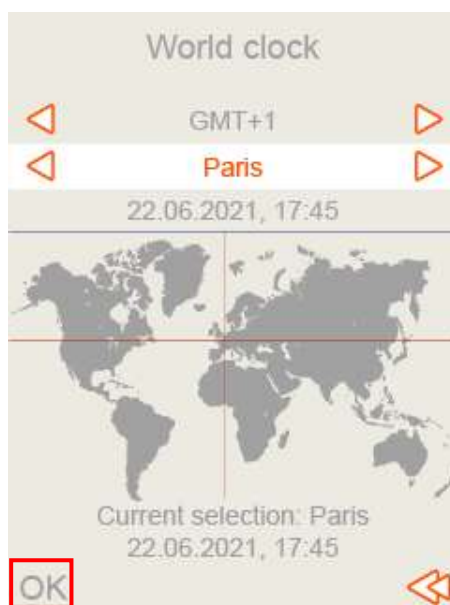 World clock
GMT+1
Paris
22.06.2021, 17:45
Current selection: Paris
22.06.2021, 17:45
OK